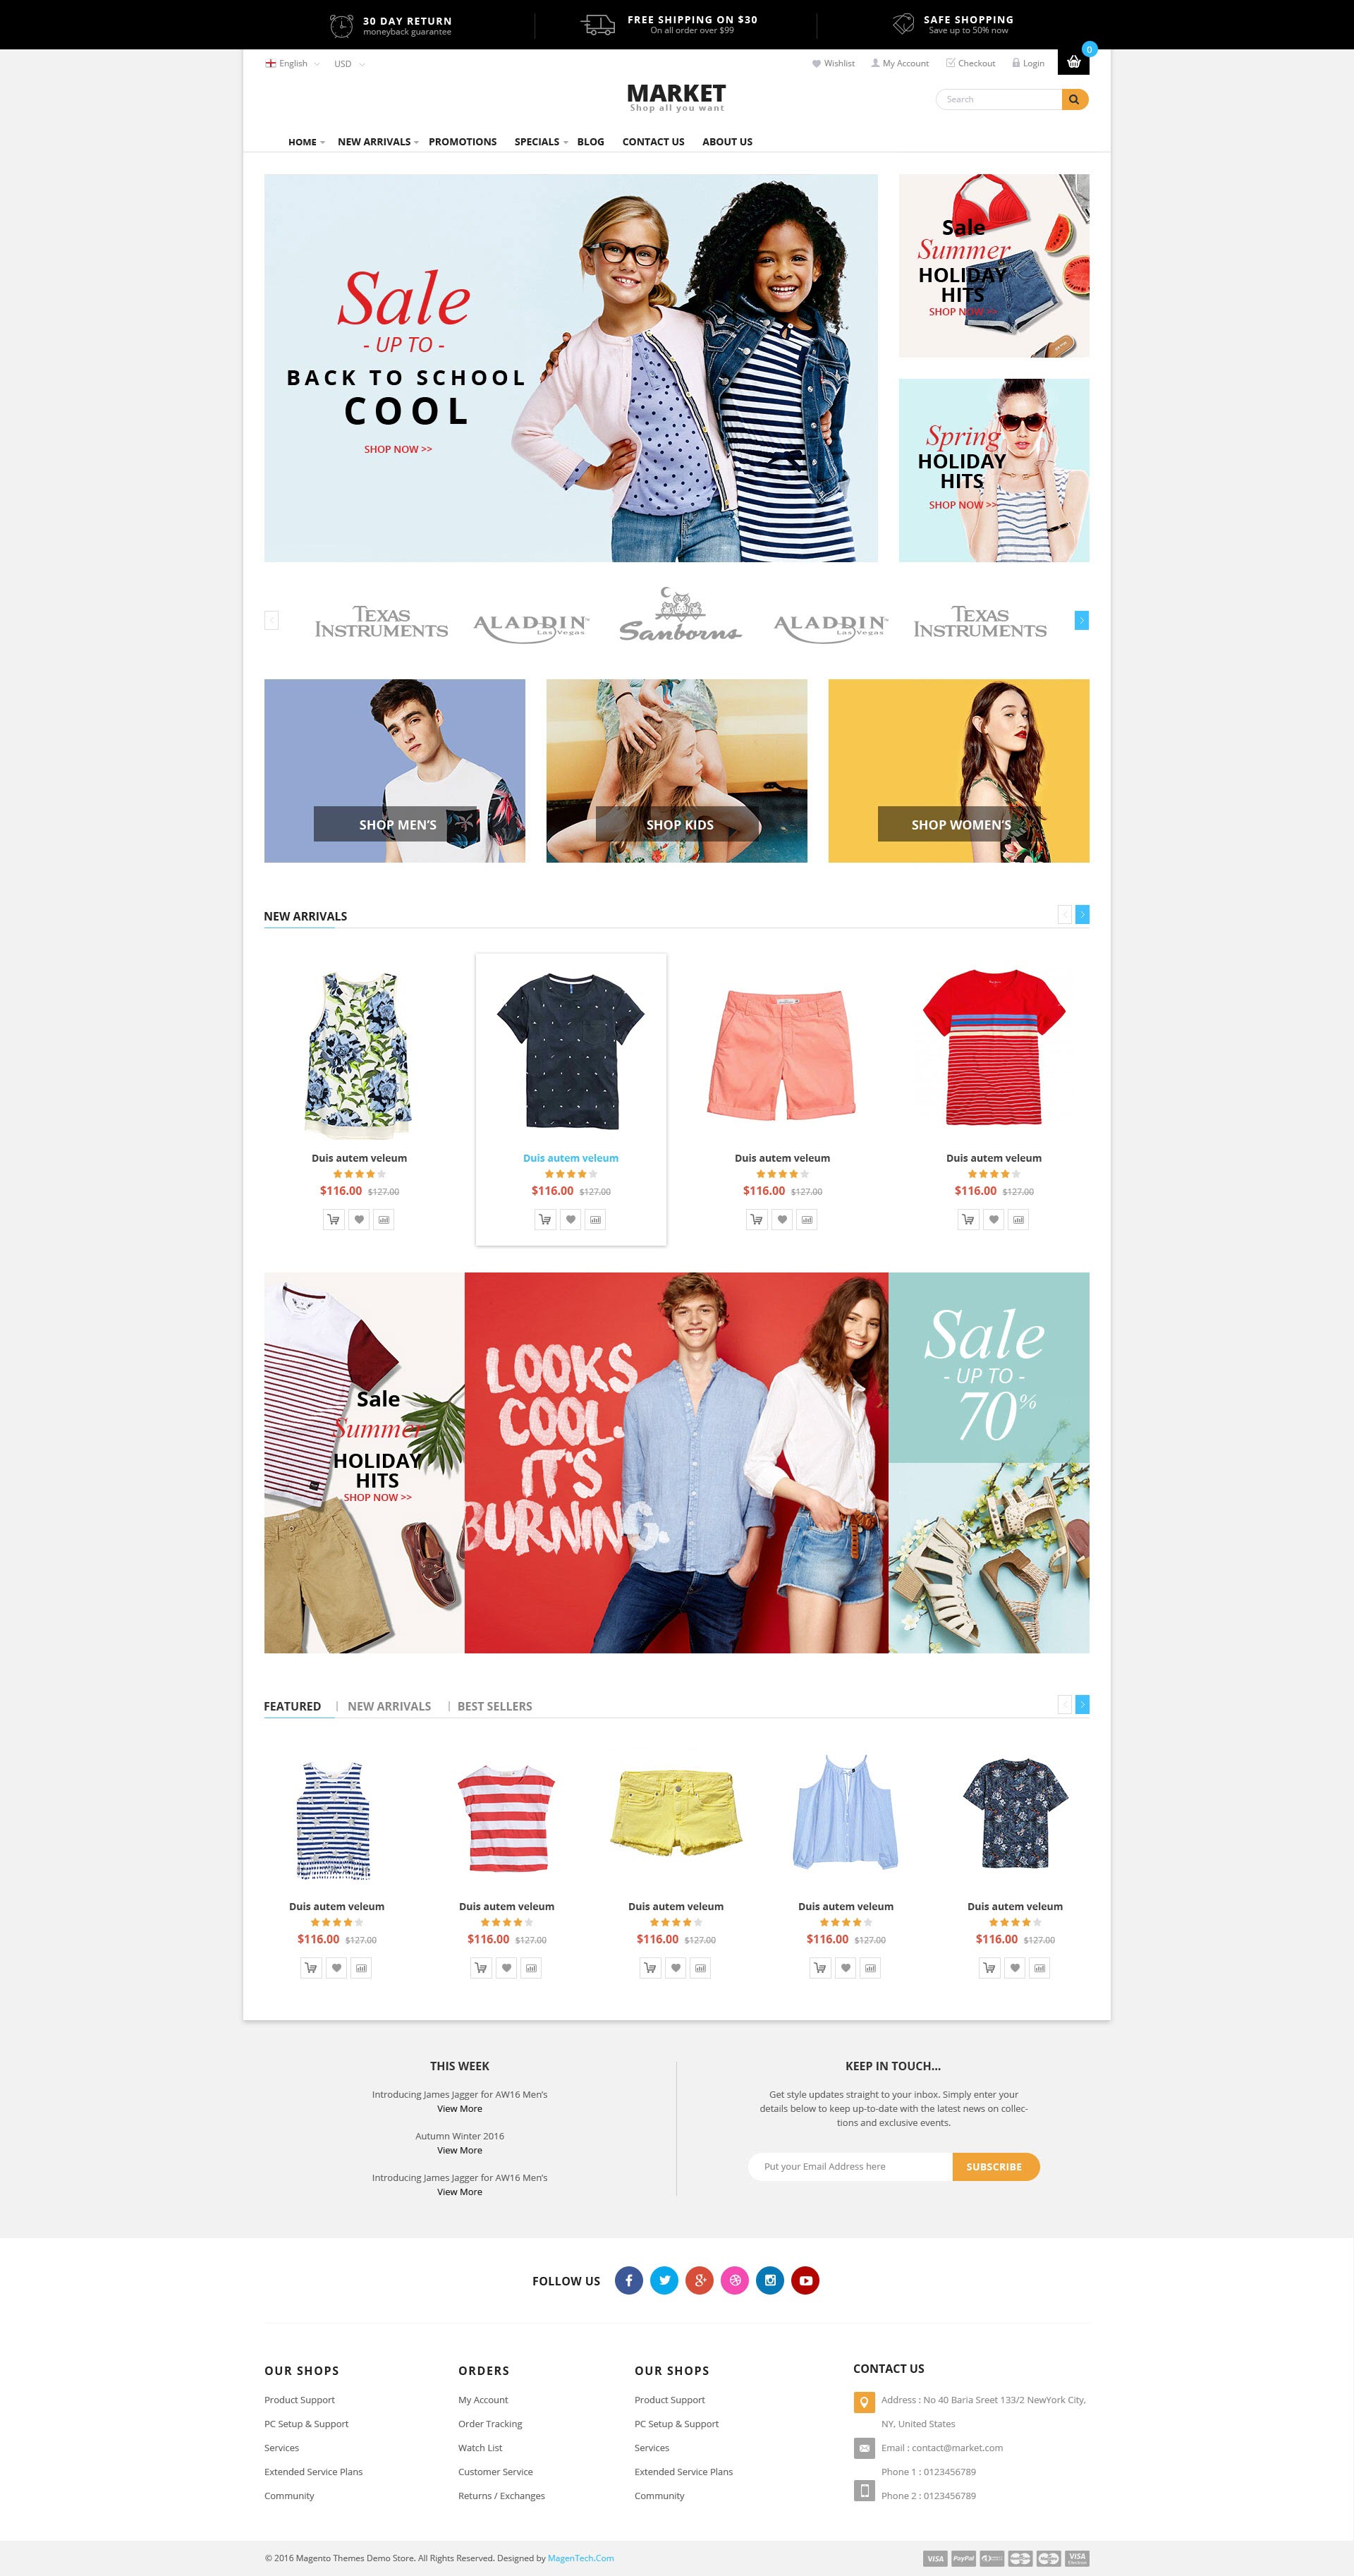 30 DAY RETURN
moneyback guarantee
FREE SHIPPING ON $30
On all order over $99
SAFE SHOPPING
Save up to 50% now
English
USD
Wishlist
My Account
Checkout
Login
0
MARKET
Shop all you want
Search
HOME
NEW ARRIVALS
PROMOTIONS
SPECIALS
BLOG
CONTACT US
ABOUT US
Sale
- UP TO -
BACK TO SCHOOL
COOL
SHOP NOW >>
Sale
Summer
HOLIDAY
HITS
SHOP NOW >>
Spring
HOLIDAY
HITS
SHOP NOW >>
TEXAS
INSTRUMENTS
ALADDIN™
Las Vegas
Sanborns
ALADDIN™
Las Vegas
TEXAS
INSTRUMENTS
SHOP MEN'S
SHOP KIDS
SHOP WOMEN'S
NEW ARRIVALS
Duis autem veleum
$116.00 $127.00
Duis autem veleum
$116.00 $127.00
Duis autem veleum
$116.00 $127.00
Duis autem veleum
$116.00 $127.00
Sale
Summer
HOLIDAY
HITS
SHOP NOW >>
LOOKS
COOL.
IT'S
BURNING.
Sale
- UP TO -
70%
FEATURED
NEW ARRIVALS
BEST SELLERS
Duis autem veleum
$116.00 $127.00
Duis autem veleum
$116.00 $127.00
Duis autem veleum
$116.00 $127.00
Duis autem veleum
$116.00 $127.00
Duis autem veleum
$116.00 $127.00
THIS WEEK
Introducing James Jagger for AW16 Men's
View More
Autumn Winter 2016
View More
Introducing James Jagger for AW16 Men's
View More
KEEP IN TOUCH...
Get style updates straight to your inbox. Simply enter your
details below to keep up-to-date with the latest news on collec-
tions and exclusive events.
Put your Email Address here
SUBSCRIBE
FOLLOW US
OUR SHOPS
Product Support
PC Setup & Support
Services
Extended Service Plans
Community
ORDERS
My Account
Order Tracking
Watch List
Customer Service
Returns / Exchanges
OUR SHOPS
Product Support
PC Setup & Support
Services
Extended Service Plans
Community
CONTACT US
Address : No 40 Baria Sreet 133/2 NewYork City,
NY, United States
Email : contact@market.com
Phone 1 : 0123456789
Phone 2 : 0123456789
© 2016 Magento Themes Demo Store. All Rights Reserved. Designed by MagenTech.Com
VISA
PayPal
VISA